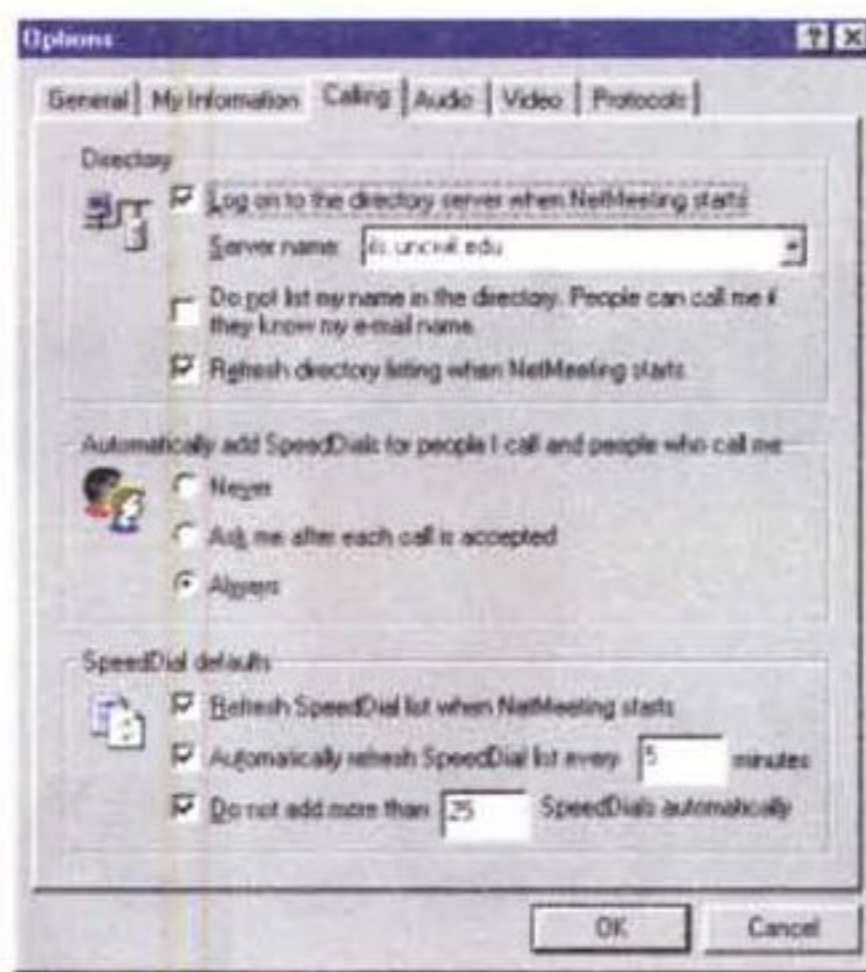 Options
General My Information Calling Audio Video Protocols
Directory
Log on to the directory server when NetMeeting starts
Server name: ils.uncwil.edu
Do not list my name in the directory. People can call me if
they know my e-mail name.
Refresh directory listing when NetMeeting starts
Automatically add SpeedDials for people I call and people who call me
Never
Ask me after each call is accepted
Always
SpeedDial defaults
Refresh SpeedDial list when NetMeeting starts
Automatically refresh SpeedDial list every 5 minutes
Do not add more than 25 SpeedDials automatically
OK Cancel